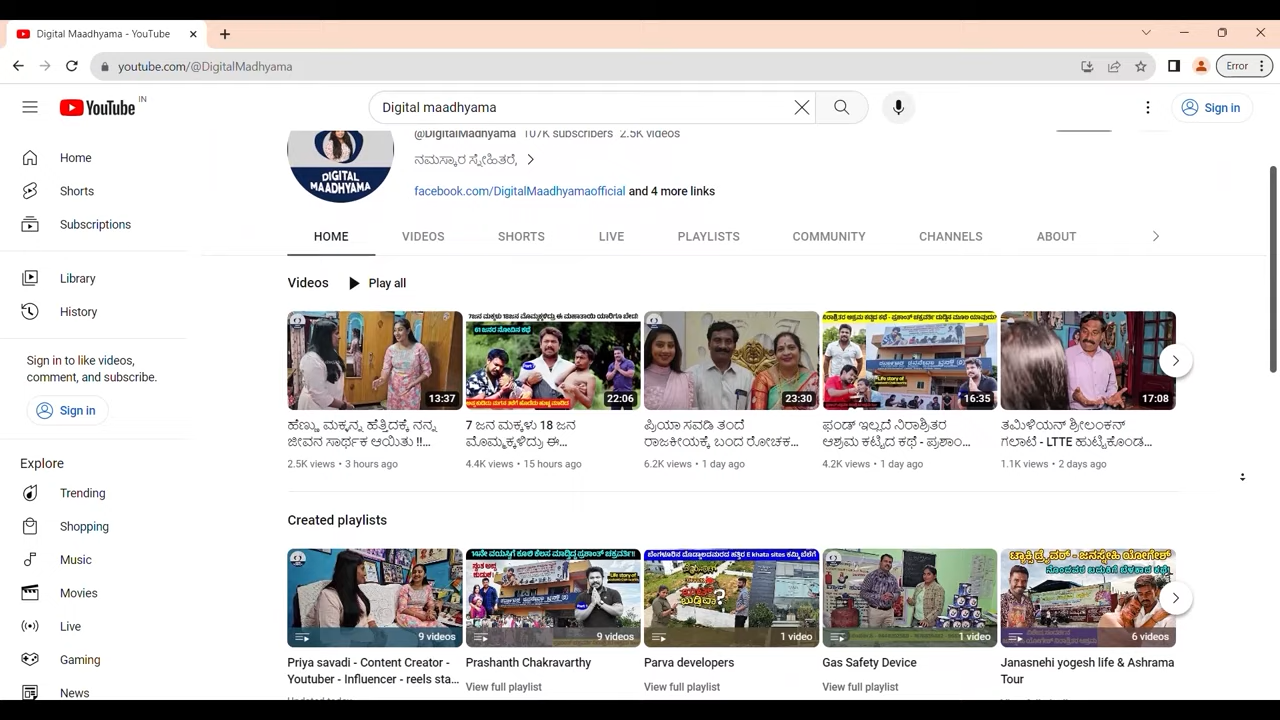 Digital Maadhyama - YouTube
youtube.com/@DigitalMadhyama
Error
YouTube IN
Digital maadhyama
Sign in
@DigitalMadhyama 107K subscribers 2.5K videos
ನಮಸ್ಕಾರ ಸ್ನೇಹಿತರೆ,
DIGITAL
MAADHYAMA
facebook.com/DigitalMaadhyamaofficial and 4 more links
Home
Shorts
Subscriptions
Library
History
Sign in to like videos,
comment, and subscribe.
Sign in
Explore
Trending
Shopping
Music
Movies
Live
Gaming
News
HOME VIDEOS SHORTS LIVE PLAYLISTS COMMUNITY CHANNELS ABOUT
Videos Play all
13:37
22:06
23:30
16:35
17:08
ಹೆಣ್ಣು ಮಕ್ಕನ್ನು ಹೆತ್ತಿದಕ್ಕೆ ನನ್ನ
ಜೀವನ ಸಾರ್ಥಕ ಆಯಿತು !!...
2.5K views • 3 hours ago
7 ಜನ ಮಕ್ಕಳು 18 ಜನ
ಮೊಮ್ಮಕ್ಕಳಿದ್ರು ಈ...
4.4K views • 15 hours ago
ಪ್ರಿಯಾ ಸವಡಿ ತಂದೆ
ರಾಜಕೀಯಕ್ಕೆ ಬಂದ ರೋಚಕ...
6.2K views • 1 day ago
ಫಂಡ್ ಇಲ್ಲದೆ ನಿರಾಶ್ರಿತರ
ಆಶ್ರಮ ಕಟ್ಟಿದ ಕಥೆ - ಪ್ರಶಾಂ...
4.2K views • 1 day ago
ತಮಿಳಿಯನ್ ಶ್ರೀಲಂಕನ್
ಗಲಾಟೆ - LTTE ಹುಟ್ಟಿಕೊಂಡ...
1.1K views • 2 days ago
Created playlists
9 videos
9 videos
1 video
1 video
6 videos
Priya savadi - Content Creator -
Youtuber - Influencer - reels sta...
Prashanth Chakravarthy
View full playlist
Parva developers
View full playlist
Gas Safety Device
View full playlist
Janasnehi yogesh life & Ashrama
Tour